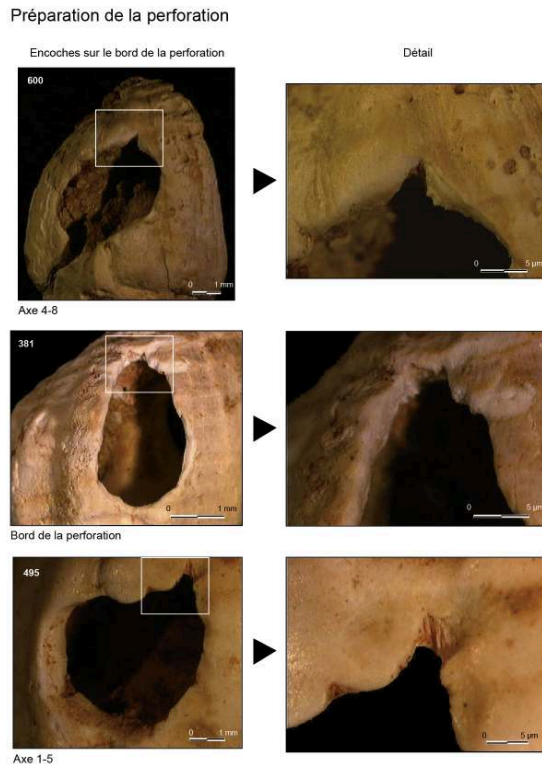 Préparation de la perforation
Encoches sur le bord de la perforation
Détail
600
0 1 mm
0 5 µm
Axe 4-8
381
0 1 mm
0 5 µm
Bord de la perforation
495
0 1 mm
0 5 µm
Axe 1-5